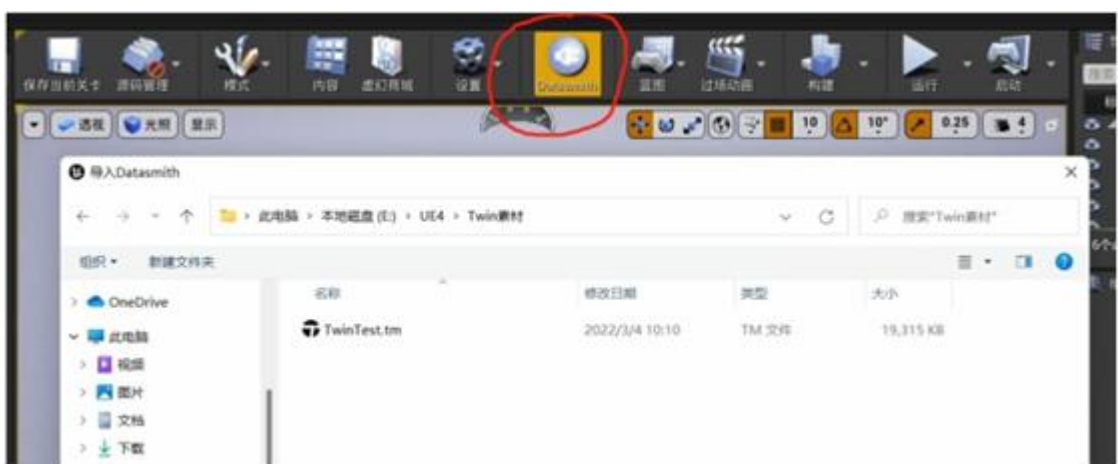 保存当前关卡 源码管理 模式 内容 虚幻商城 设置 Datasmith 蓝图 过场动画 构建 运行 启动
透视 光照 显示 10 10° 0.25 4
导入Datasmith
此电脑 > 本地磁盘 (E:) > UE4 > Twin素材 搜索"Twin素材"
组织 新建文件夹
名称 修改日期 类型 大小
OneDrive
TwinTest.tm 2022/3/4 10:10 TM 文件 19,315 KB
此电脑
视频
图片
文档
下载